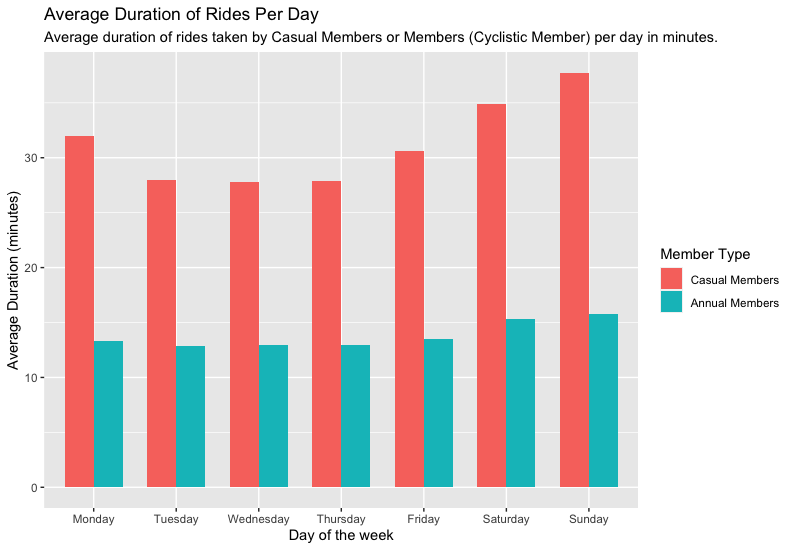 Average Duration of Rides Per Day
Average duration of rides taken by Casual Members or Members (Cyclistic Member) per day in minutes.
Average Duration (minutes)
30
20
10
0
Monday Tuesday Wednesday Thursday Friday Saturday Sunday
Day of the week
Member Type
Casual Members
Annual Members